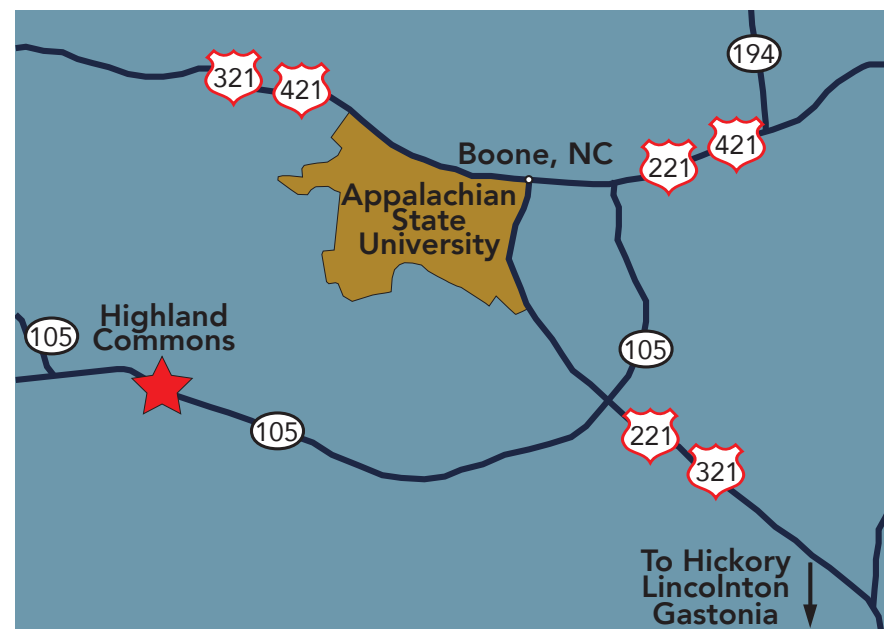 194
321
421
421
221
Boone, NC
Appalachian
State
University
Highland
Commons
105
105
105
221
321
To Hickory
Lincolnton
Gastonia